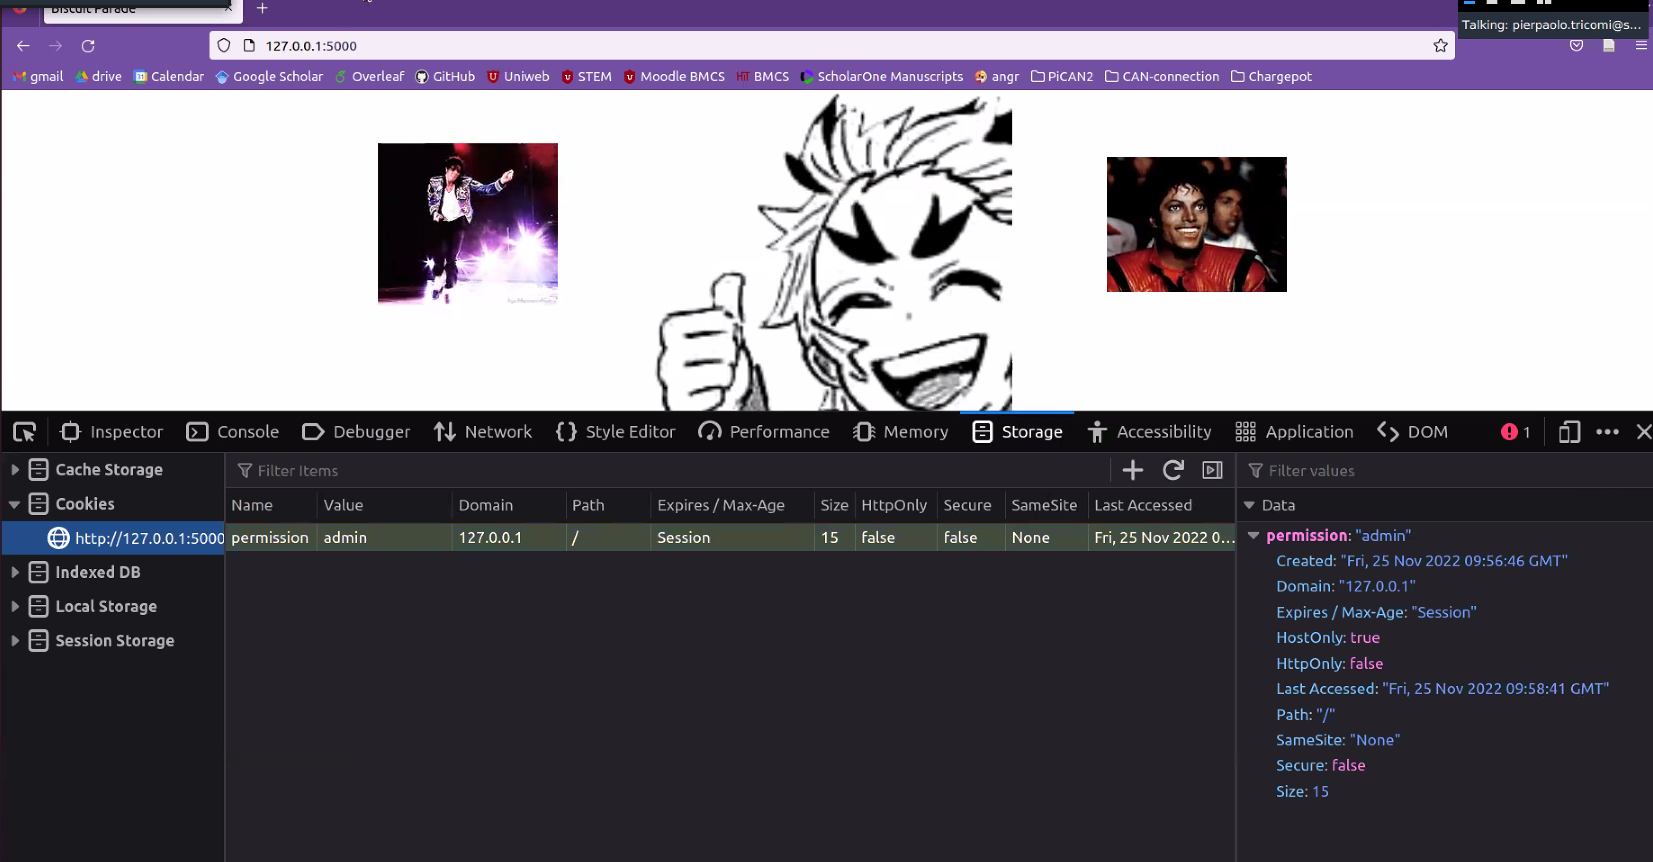 Biscuit Parade
Talking: pierpaolo.tricomi@s...
127.0.0.1:5000
gmail drive Calendar Google Scholar Overleaf GitHub Uniweb STEM Moodle BMCS BMCS ScholarOne Manuscripts angr PiCAN2 CAN-connection Chargepot
Inspector Console Debugger Network Style Editor Performance Memory Storage Accessibility Application DOM 1
Cache Storage
Cookies
http://127.0.0.1:5000
Indexed DB
Local Storage
Session Storage
Filter Items
Name Value Domain Path Expires / Max-Age Size HttpOnly Secure SameSite Last Accessed
permission admin 127.0.0.1 / Session 15 false false None Fri, 25 Nov 2022 0...
Filter values
Data
permission: "admin"
Created: "Fri, 25 Nov 2022 09:56:46 GMT"
Domain: "127.0.0.1"
Expires / Max-Age: "Session"
HostOnly: true
HttpOnly: false
Last Accessed: "Fri, 25 Nov 2022 09:58:41 GMT"
Path: "/"
SameSite: "None"
Secure: false
Size: 15